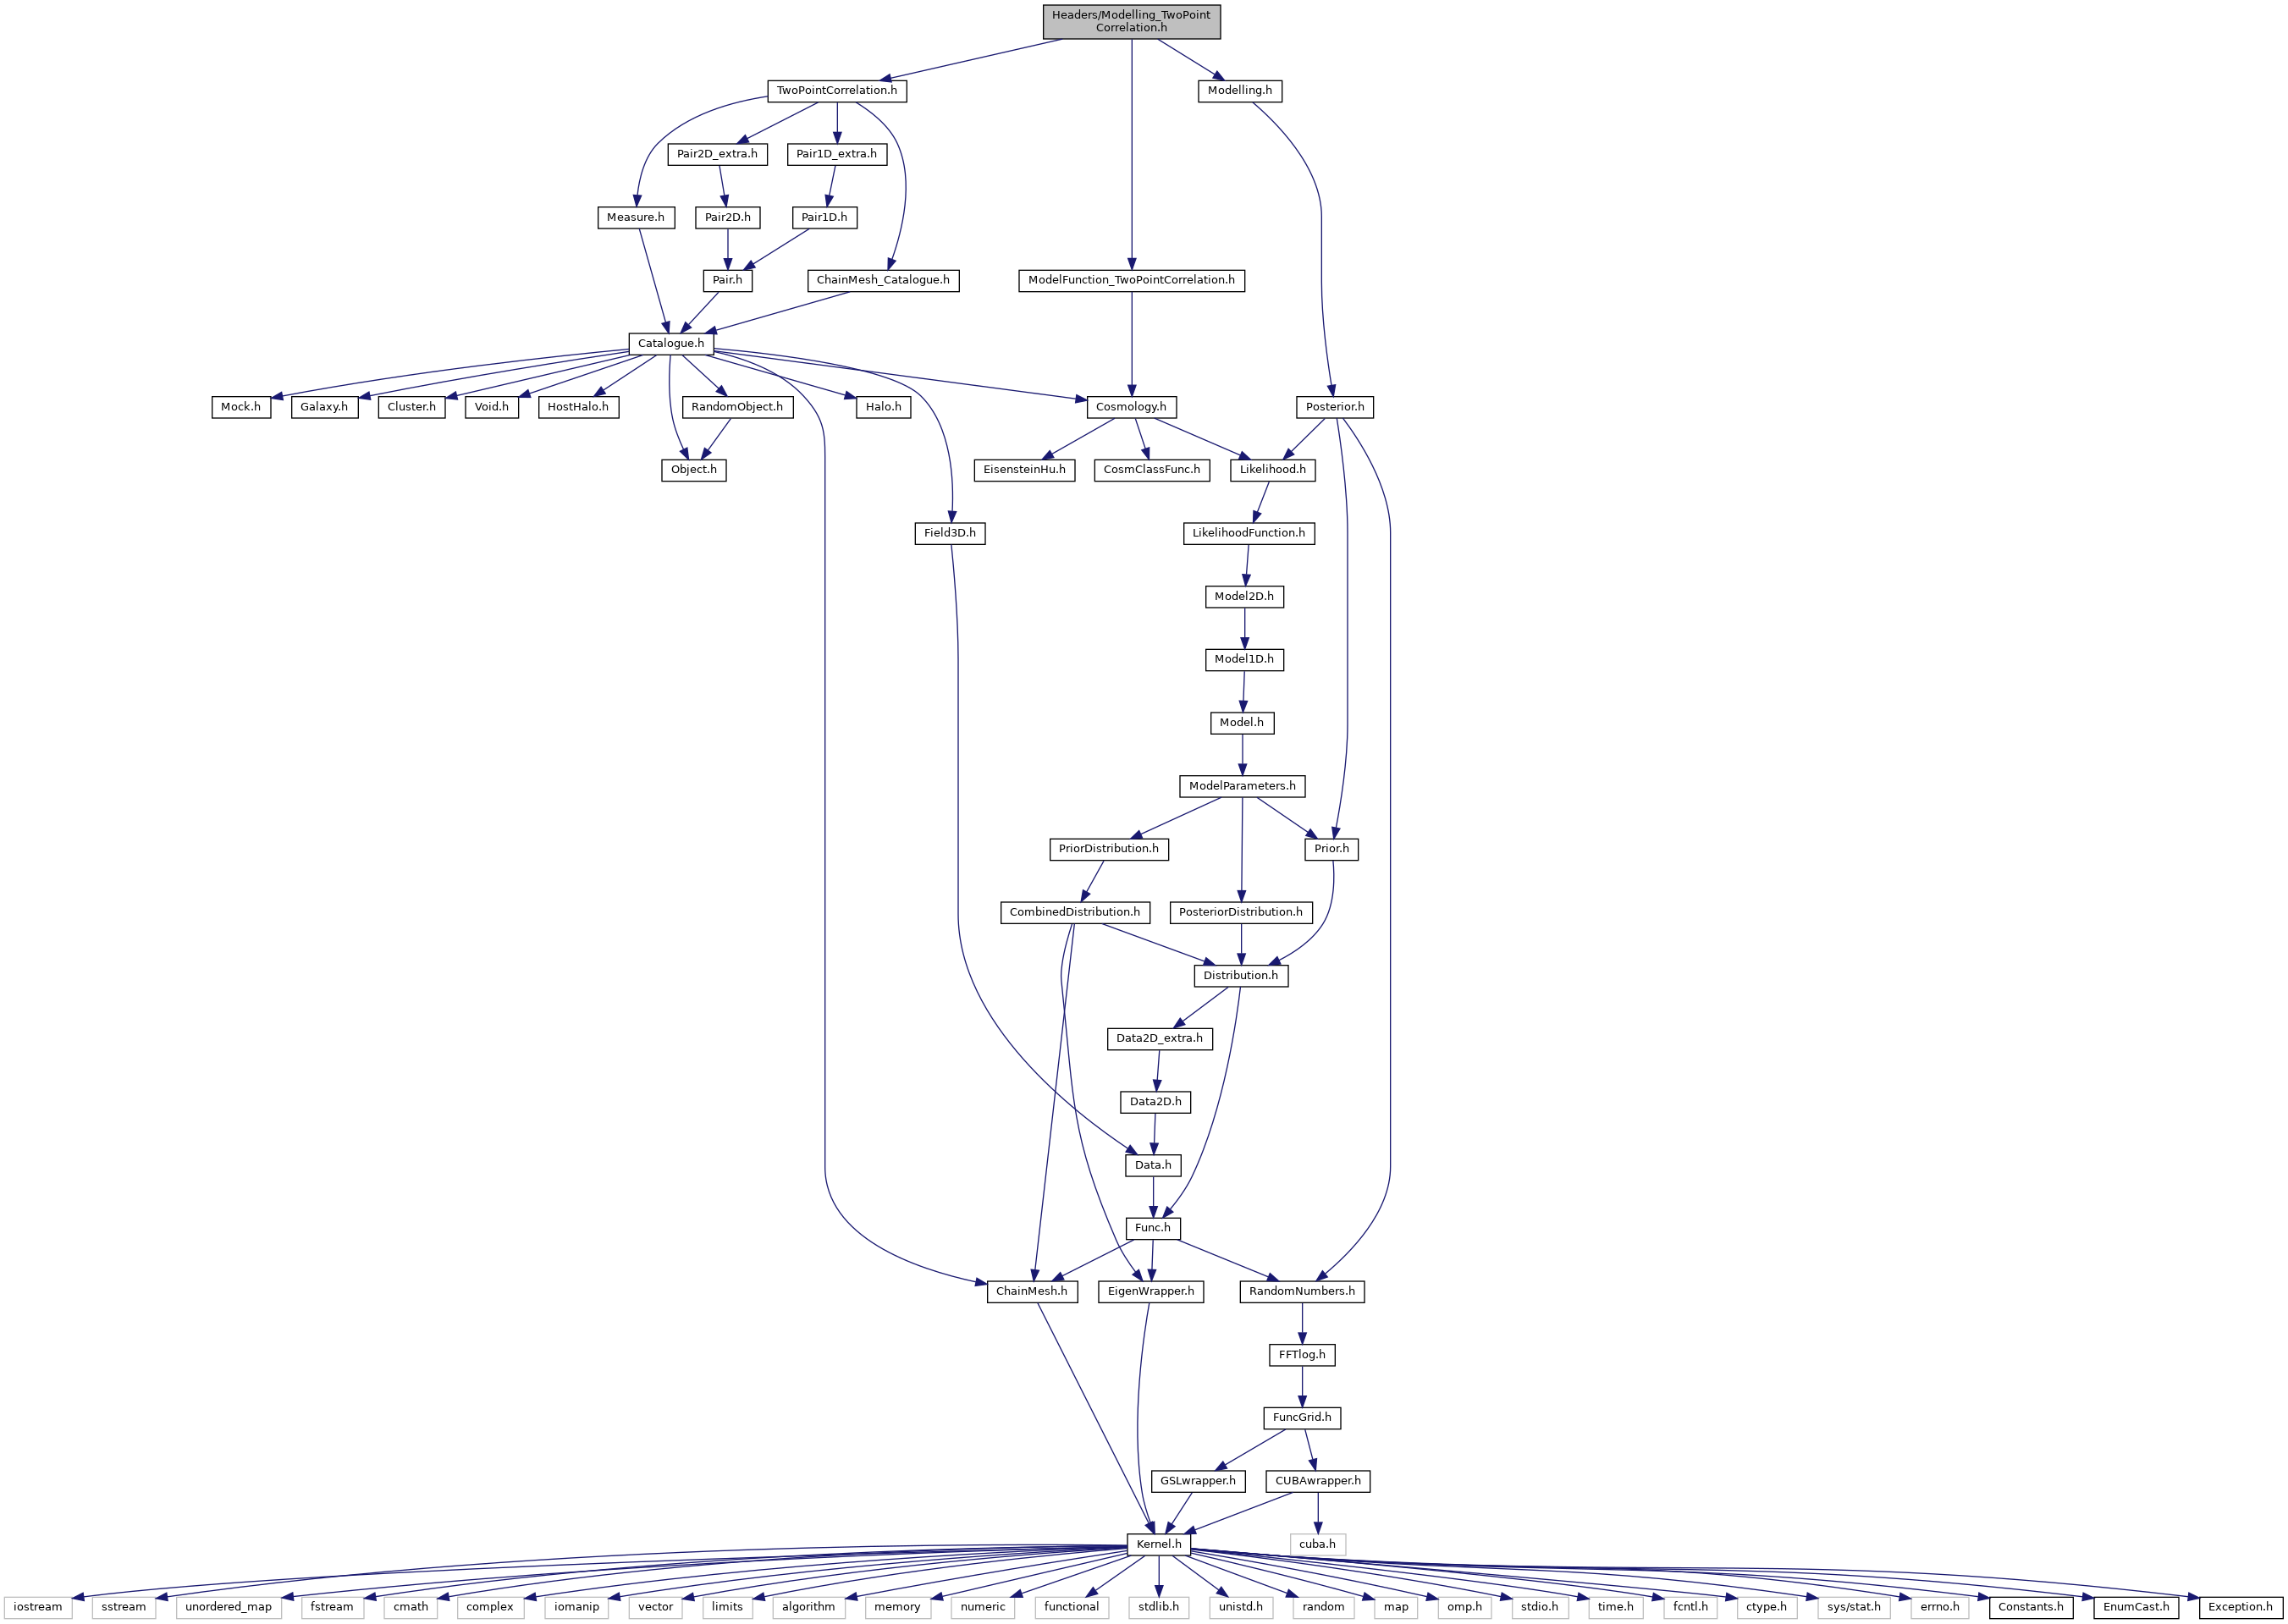 Headers/Modelling_TwoPoint
Correlation.h
TwoPointCorrelation.h
Modelling.h
Pair2D_extra.h
Pair1D_extra.h
Measure.h
Pair2D.h
Pair1D.h
Pair.h
ChainMesh_Catalogue.h
ModelFunction_TwoPointCorrelation.h
Catalogue.h
Mock.h
Galaxy.h
Cluster.h
Void.h
HostHalo.h
RandomObject.h
Halo.h
Cosmology.h
Posterior.h
Object.h
EisensteinHu.h
CosmClassFunc.h
Likelihood.h
Field3D.h
LikelihoodFunction.h
Model2D.h
Model1D.h
Model.h
ModelParameters.h
PriorDistribution.h
Prior.h
CombinedDistribution.h
PosteriorDistribution.h
Distribution.h
Data2D_extra.h
Data2D.h
Data.h
Func.h
ChainMesh.h
EigenWrapper.h
RandomNumbers.h
FFTlog.h
FuncGrid.h
GSLwrapper.h
CUBAwrapper.h
Kernel.h
cuba.h
iostream
sstream
unordered_map
fstream
cmath
complex
iomanip
vector
limits
algorithm
memory
numeric
functional
stdlib.h
unistd.h
random
map
omp.h
stdio.h
time.h
fcntl.h
ctype.h
sys/stat.h
errno.h
Constants.h
EnumCast.h
Exception.h